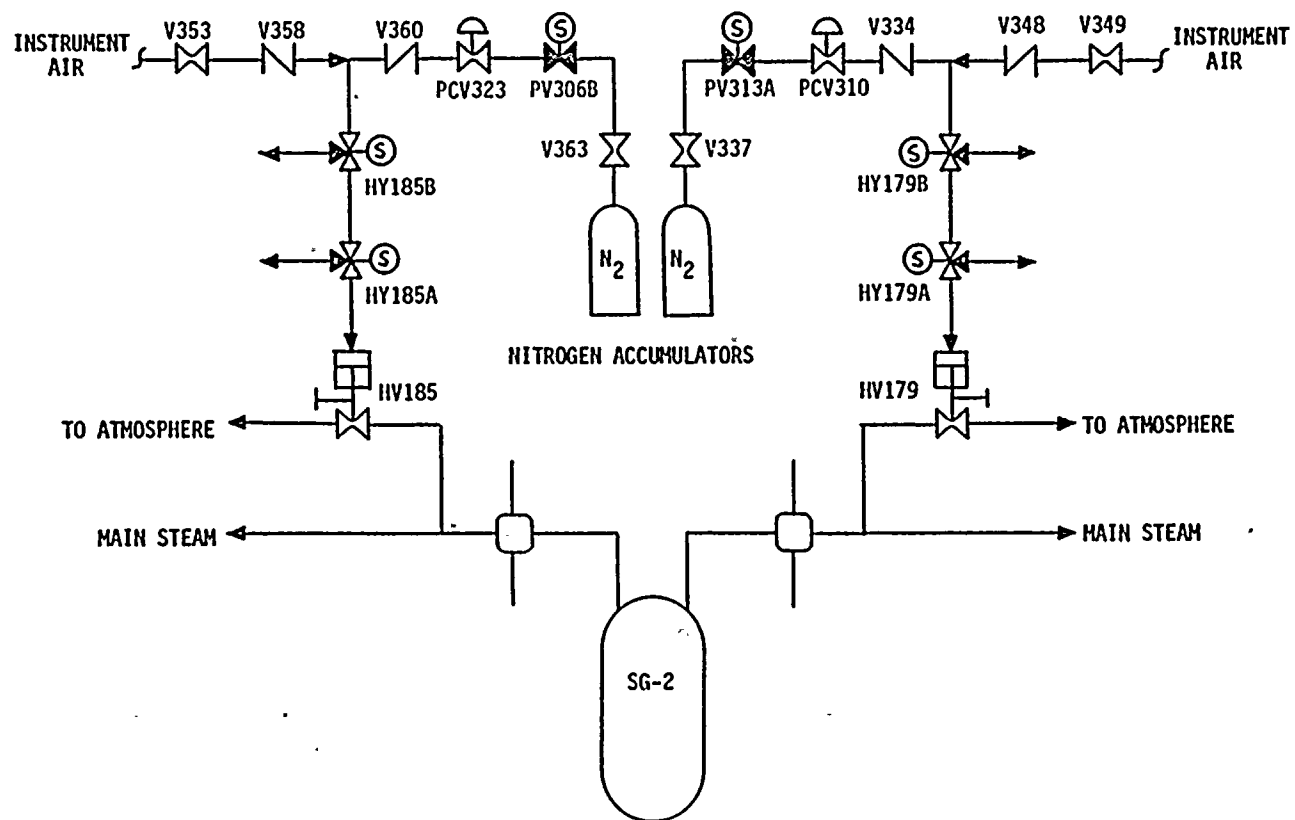 V353
V358
V360
V334
V348
V349
INSTRUMENT
AIR
S
S
INSTRUMENT
AIR
PCV323
PV306B
PV313A
PCV310
V363
V337
S
HY185B
S
HY179B
N2
N2
S
HY185A
S
HY179A
NITROGEN ACCUMULATORS
HV185
HV179
TO ATMOSPHERE
TO ATMOSPHERE
MAIN STEAM
MAIN STEAM
SG-2